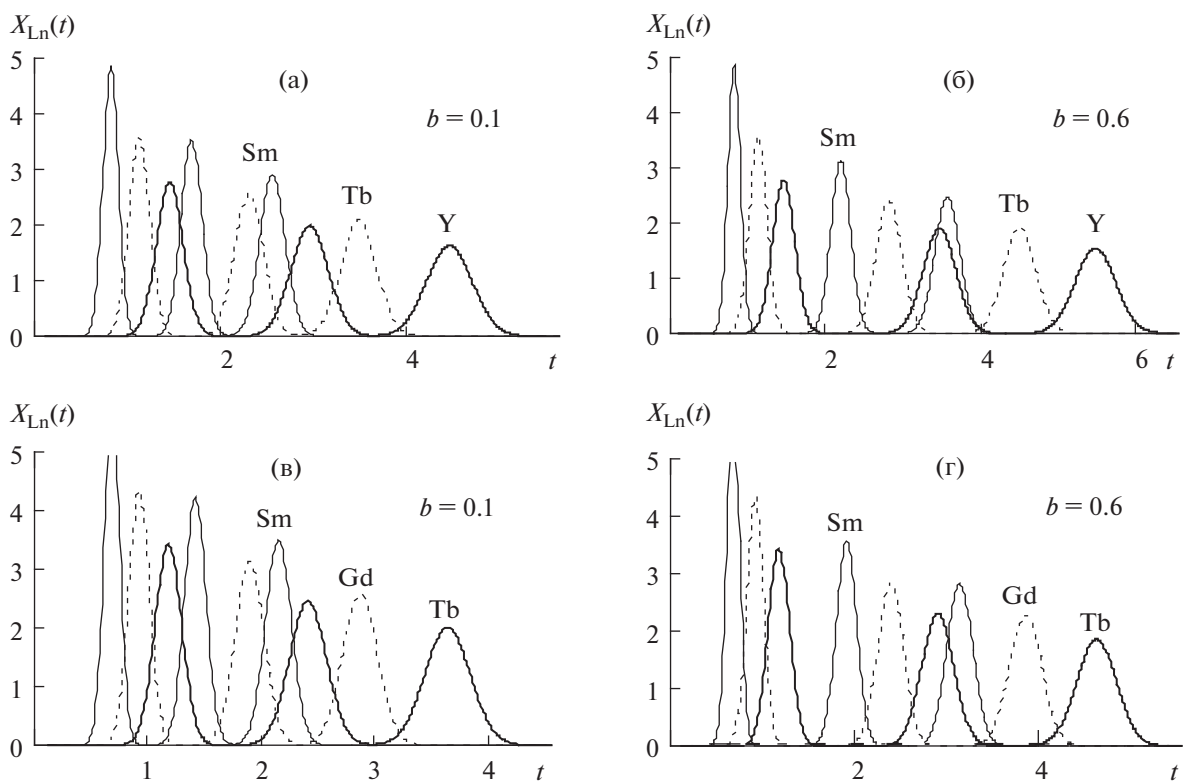 X_Ln(t)
5
4
3
2
1
0
(а)
b = 0.1
Sm
Tb
Y
2
4
t
X_Ln(t)
5
4
3
2
1
0
(б)
b = 0.6
Sm
Tb
Y
2
4
6
t
X_Ln(t)
5
4
3
2
1
0
(в)
b = 0.1
Sm
Gd
Tb
1
2
3
4
t
X_Ln(t)
5
4
3
2
1
0
(г)
b = 0.6
Sm
Gd
Tb
2
4
t